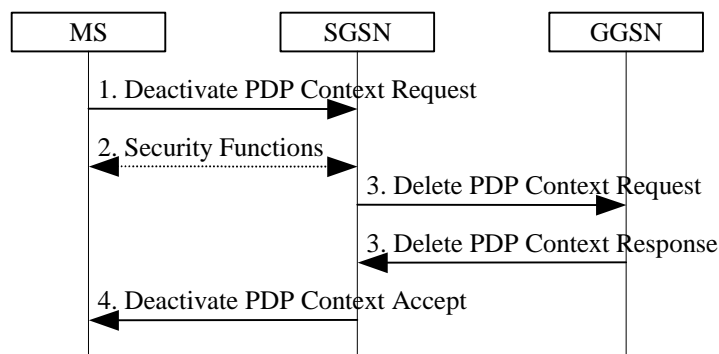 MS
SGSN
GGSN
1. Deactivate PDP Context Request
2. Security Functions
3. Delete PDP Context Request
3. Delete PDP Context Response
4. Deactivate PDP Context Accept